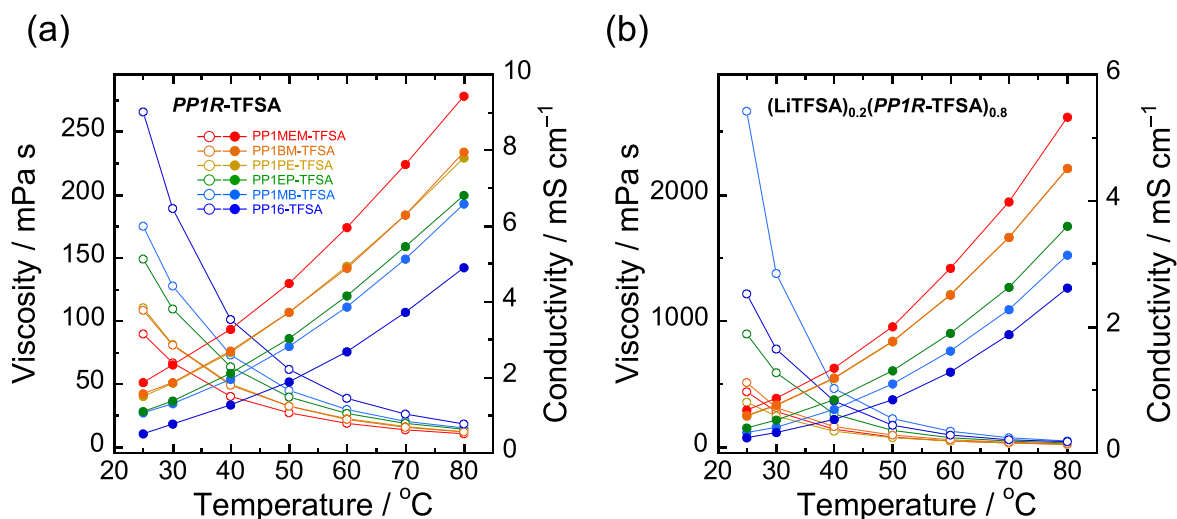 (a)
PP1R-TFSA
PP1MEM-TFSA
PP1BM-TFSA
PP1PE-TFSA
PP1EP-TFSA
PP1MB-TFSA
PP16-TFSA
Viscosity / mPa s
250
200
150
100
50
0
20 30 40 50 60 70 80
Temperature / °C
10
8
6
4
2
0
Conductivity / mS cm⁻¹
(b)
(LiTFSA)₀.₂(PP1R-TFSA)₀.₈
Viscosity / mPa s
2000
1000
0
20 30 40 50 60 70 80
Temperature / °C
6
4
2
0
Conductivity / mS cm⁻¹